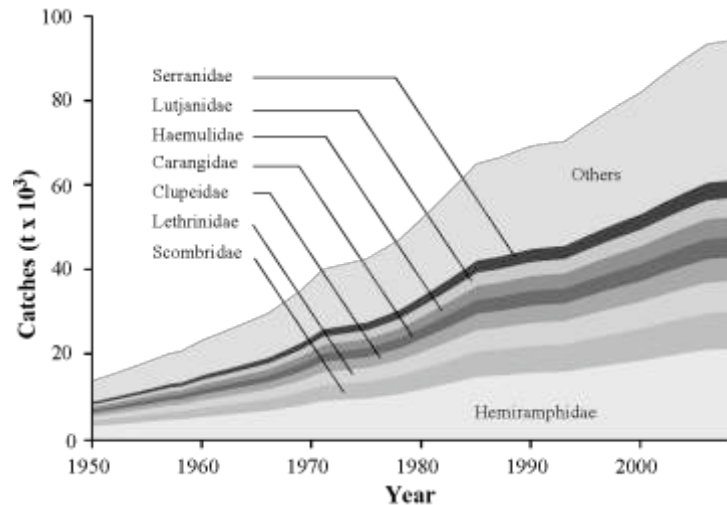 100
80
60
40
20
0
Catches (t x 10³)
Serranidae
Lutjanidae
Haemulidae
Carangidae
Clupeidae
Lethrinidae
Scombridae
Others
Hemiramphidae
1950 1960 1970 1980 1990 2000
Year